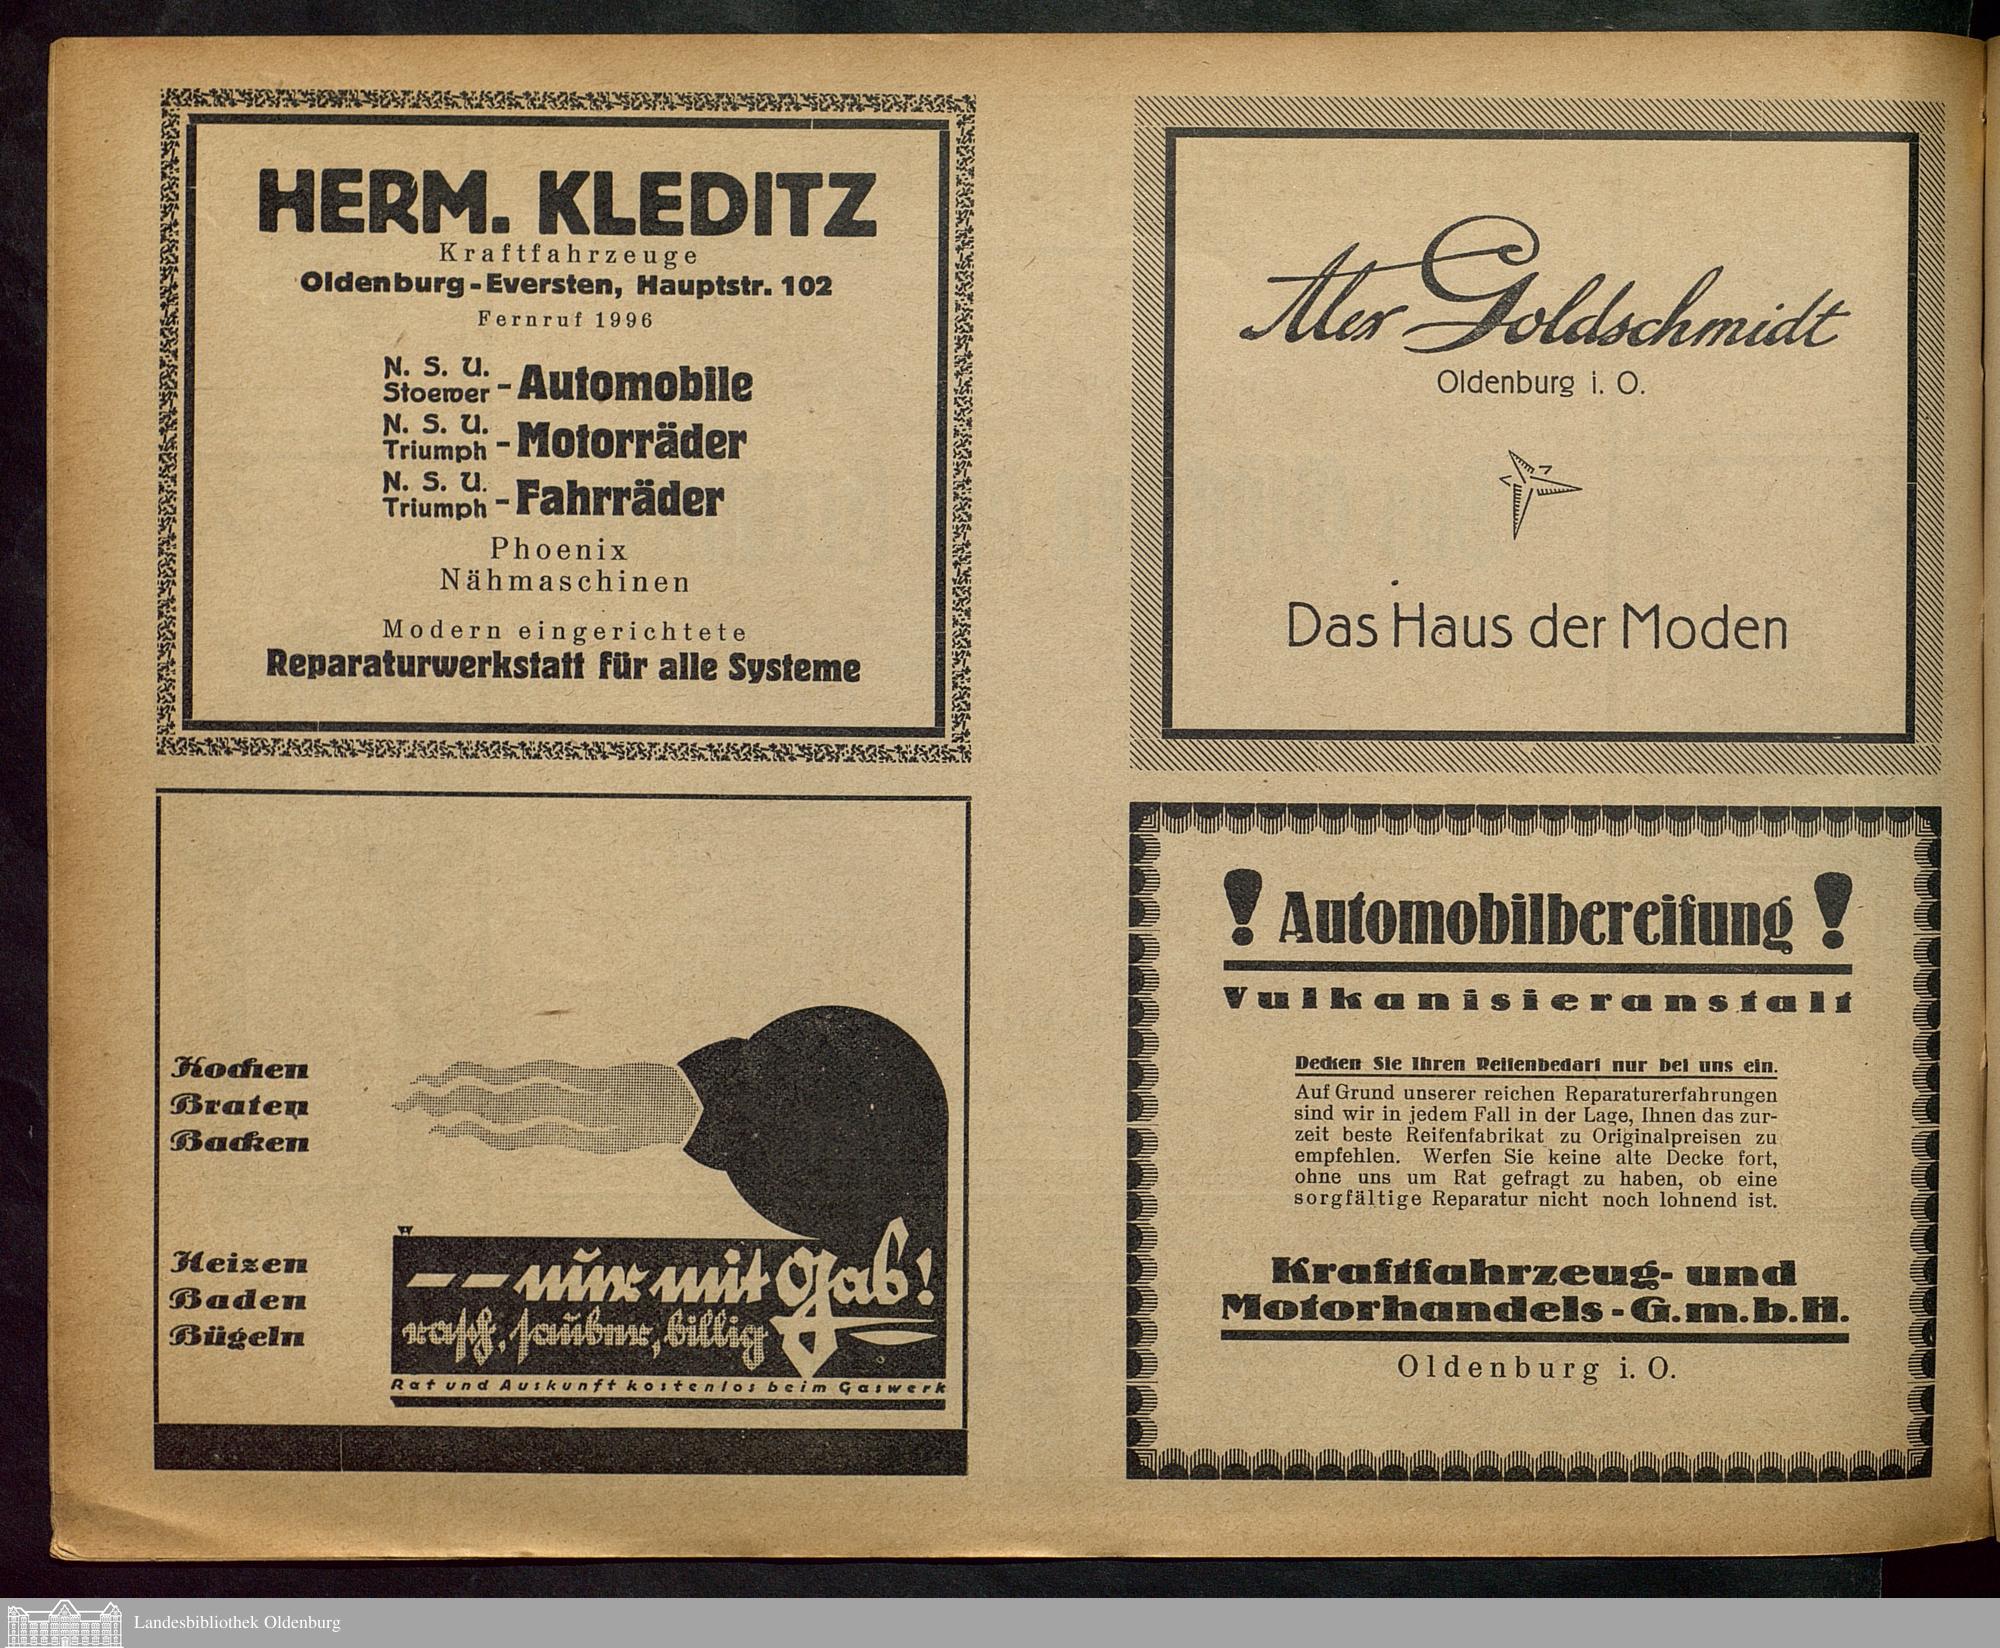 HERM. KLEDITZ
Kraftfahrzeuge
Oldenburg-Eversten, Hauptstr. 102
Fernruf 1996
N. S. U.
Stoewer - Automobile
N. S. U.
Triumph - Motorräder
N. S. U.
Triumph - Fahrräder
Phoenix
Nähmaschinen
Modern eingerichtete
Reparaturwerkstatt für alle Systeme
Alex Goldschmidt
Oldenburg i. O.
Das Haus der Moden
Kochen
Braten
Backen
Heizen
Baden
Bügeln
-- nur mit Gas!
rasch, sauber, billig
Rat und Auskunft kostenlos beim Gaswerk
! Automobilbereifung !
Vulkanisieranstalt
Decken Sie Ihren Reifenbedarf nur bei uns ein.
Auf Grund unserer reichen Reparaturerfahrungen
sind wir in jedem Fall in der Lage, Ihnen das zur-
zeit beste Reifenfabrikat zu Originalpreisen zu
empfehlen. Werfen Sie keine alte Decke fort,
ohne uns um Rat gefragt zu haben, ob eine
sorgfältige Reparatur nicht noch lohnend ist.
Kraftfahrzeug- und
Motorhandels-G.m.b.H.
Oldenburg i. O.
Landesbibliothek Oldenburg